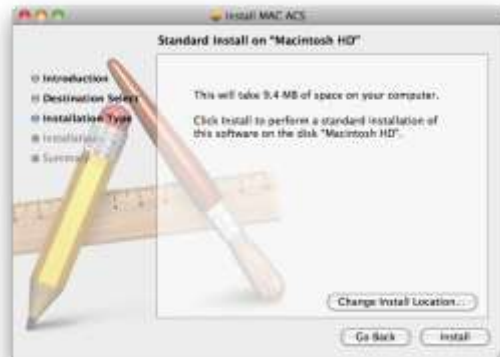 Install MAC ACS
Standard Install on "Macintosh HD"
Introduction
Destination Select
Installation Type
Installation
Summary
This will take 9.4 MB of space on your computer.
Click Install to perform a standard installation of
this software on the disk "Macintosh HD".
Change Install Location...
Go Back
Install